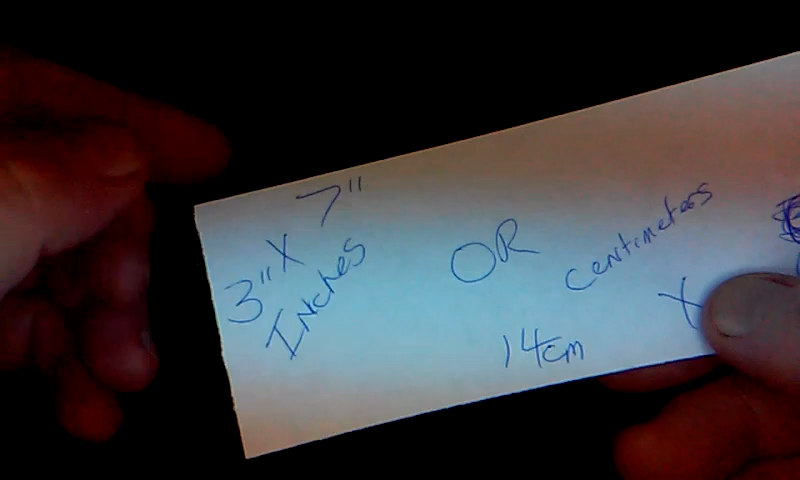 3" X 7"
Inches
OR
centimeters
14cm X